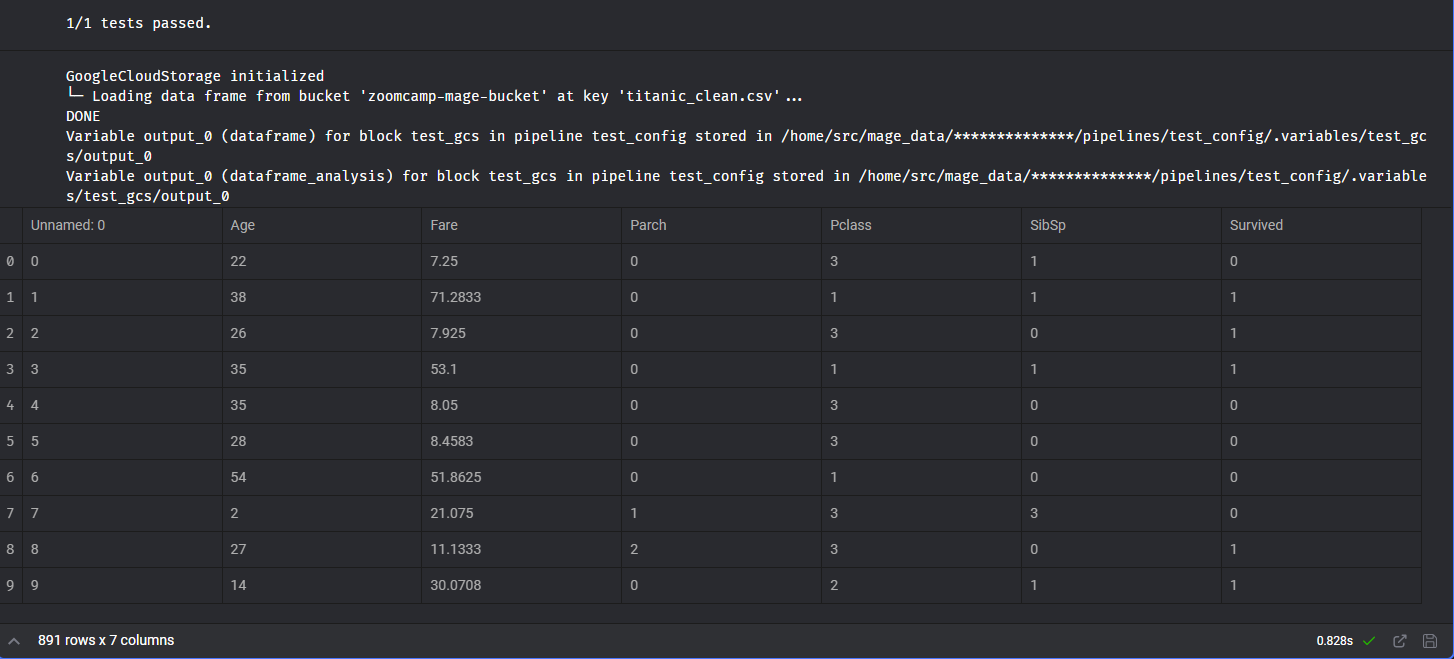 1/1 tests passed.
GoogleCloudStorage initialized
└─ Loading data frame from bucket 'zoomcamp-mage-bucket' at key 'titanic_clean.csv'...
DONE
Variable output_0 (dataframe) for block test_gcs in pipeline test_config stored in /home/src/mage_data/**************/pipelines/test_config/.variables/test_gc
s/output_0
Variable output_0 (dataframe_analysis) for block test_gcs in pipeline test_config stored in /home/src/mage_data/**************/pipelines/test_config/.variable
s/test_gcs/output_0
Unnamed: 0 Age Fare Parch Pclass SibSp Survived
0 0 22 7.25 0 3 1 0
1 1 38 71.2833 0 1 1 1
2 2 26 7.925 0 3 0 1
3 3 35 53.1 0 1 1 1
4 4 35 8.05 0 3 0 0
5 5 28 8.4583 0 3 0 0
6 6 54 51.8625 0 1 0 0
7 7 2 21.075 1 3 3 0
8 8 27 11.1333 2 3 0 1
9 9 14 30.0708 0 2 1 1
891 rows x 7 columns 0.828s